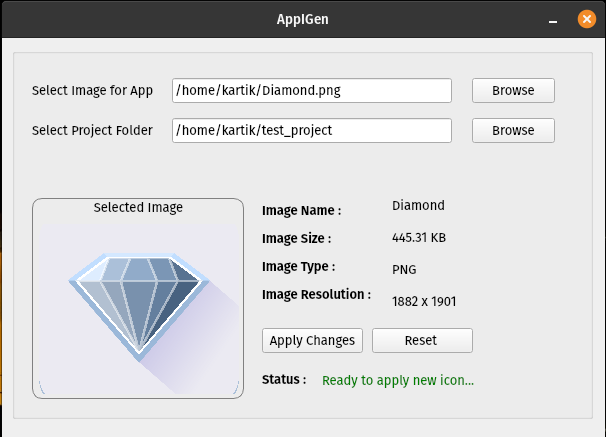 AppIGen
Select Image for App /home/kartik/Diamond.png Browse
Select Project Folder /home/kartik/test_project Browse
Selected Image
Image Name : Diamond
Image Size : 445.31 KB
Image Type : PNG
Image Resolution : 1882 x 1901
Apply Changes Reset
Status : Ready to apply new icon...